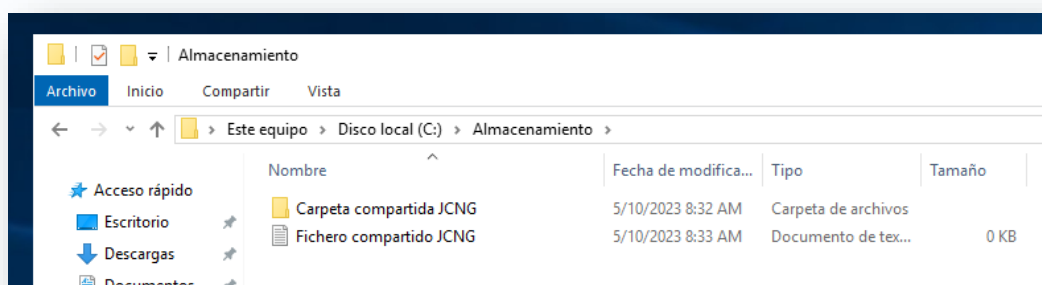 Almacenamiento
Archivo Inicio Compartir Vista
Este equipo > Disco local (C:) > Almacenamiento >
Nombre Fecha de modifica... Tipo Tamaño
Acceso rápido
Carpeta compartida JCNG 5/10/2023 8:32 AM Carpeta de archivos
Escritorio
Fichero compartido JCNG 5/10/2023 8:33 AM Documento de tex... 0 KB
Descargas
Documentos